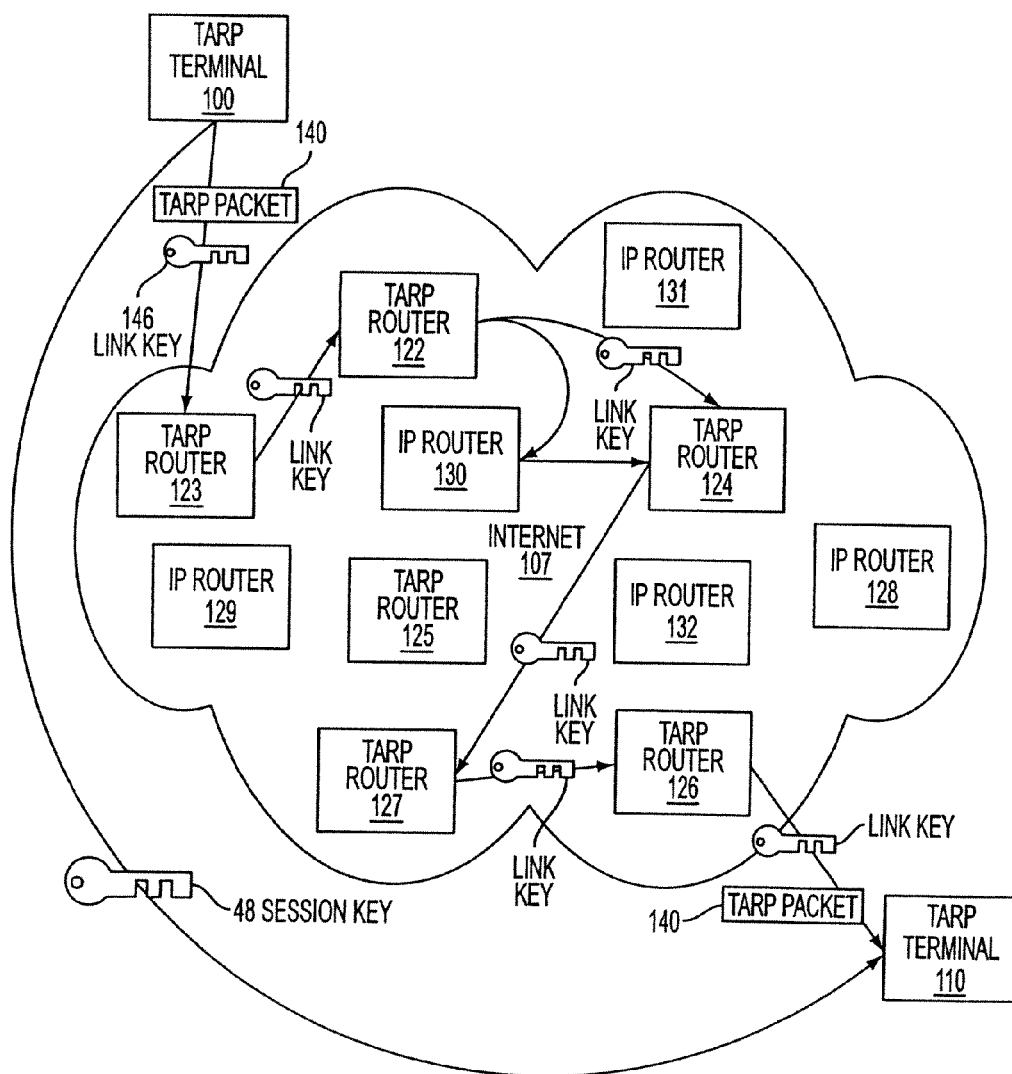 TARP
TERMINAL
100
140
TARP PACKET
146
LINK KEY
IP ROUTER
131
TARP
ROUTER
122
LINK
KEY
LINK
KEY
TARP
ROUTER
123
IP ROUTER
130
TARP
ROUTER
124
INTERNET
107
IP ROUTER
129
TARP
ROUTER
125
IP ROUTER
132
IP ROUTER
128
LINK
KEY
TARP
ROUTER
127
TARP
ROUTER
126
LINK
KEY
LINK KEY
48 SESSION KEY
140
TARP PACKET
TARP
TERMINAL
110